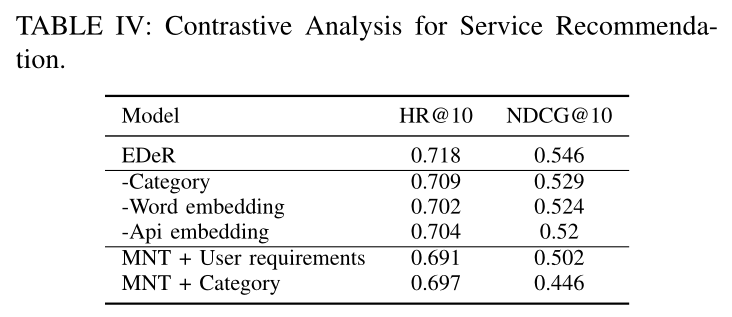 TABLE IV: Contrastive Analysis for Service Recommenda-
tion.
Model HR@10 NDCG@10
EDeR 0.718 0.546
-Category 0.709 0.529
-Word embedding 0.702 0.524
-Api embedding 0.704 0.52
MNT + User requirements 0.691 0.502
MNT + Category 0.697 0.446